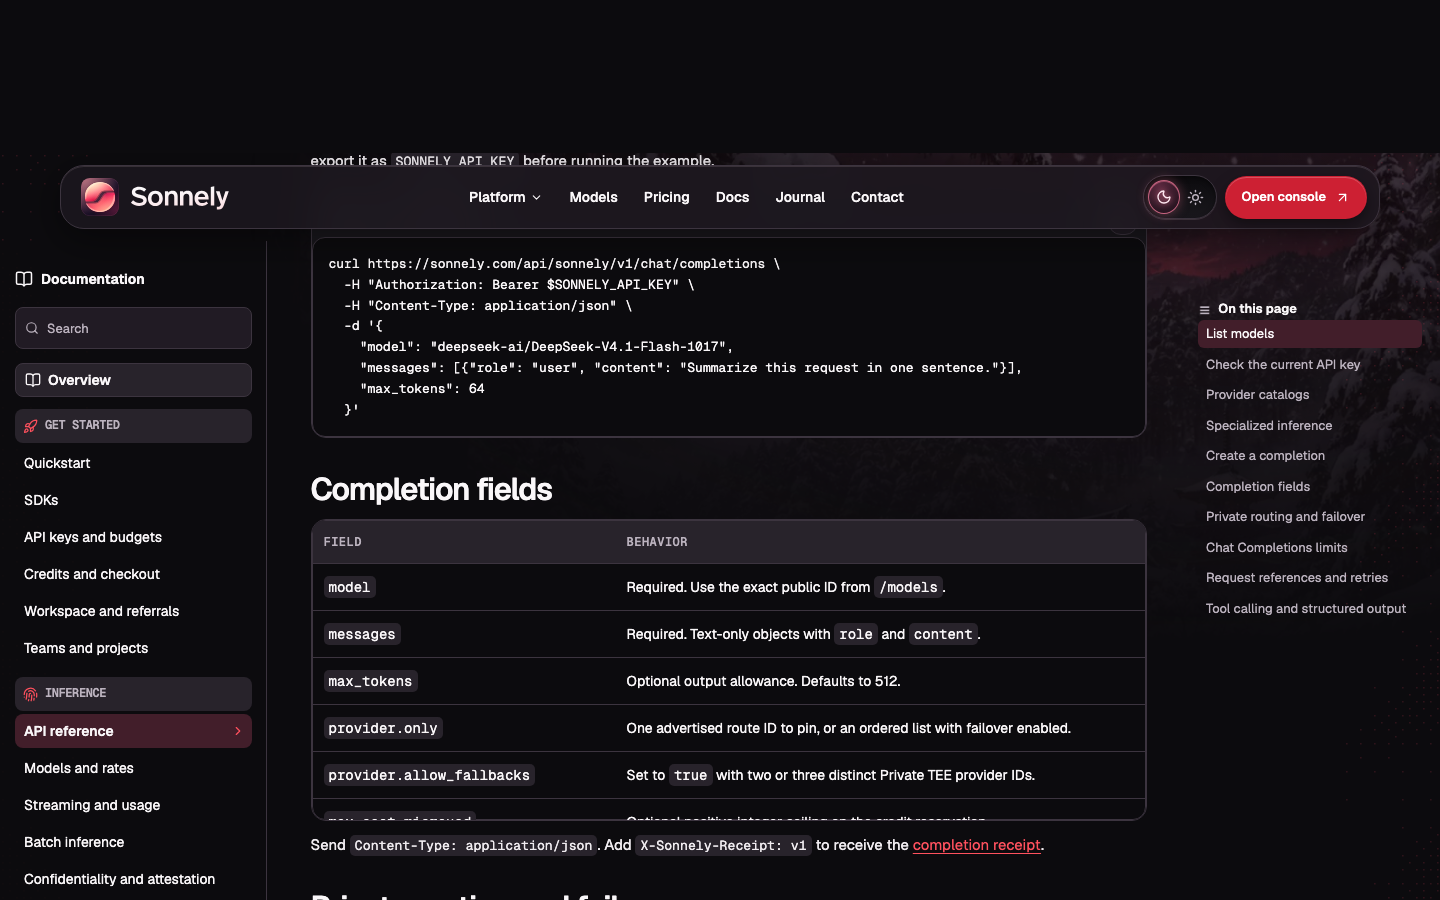 export it as SONNELY_API_KEY before running the example.
Sonnely
Platform
Models
Pricing
Docs
Journal
Contact
Open console
Documentation
Search
Overview
GET STARTED
Quickstart
SDKs
API keys and budgets
Credits and checkout
Workspace and referrals
Teams and projects
INFERENCE
API reference
Models and rates
Streaming and usage
Batch inference
Confidentiality and attestation
curl https://sonnely.com/api/sonnely/v1/chat/completions \
-H "Authorization: Bearer $SONNELY_API_KEY" \
-H "Content-Type: application/json" \
-d '{
"model": "deepseek-ai/DeepSeek-V4.1-Flash-1017",
"messages": [{"role": "user", "content": "Summarize this request in one sentence."}],
"max_tokens": 64
}'
Completion fields
FIELD BEHAVIOR
model Required. Use the exact public ID from /models.
messages Required. Text-only objects with role and content.
max_tokens Optional output allowance. Defaults to 512.
provider.only One advertised route ID to pin, or an ordered list with failover enabled.
provider.allow_fallbacks Set to true with two or three distinct Private TEE provider IDs.
Send Content-Type: application/json. Add X-Sonnely-Receipt: v1 to receive the completion receipt.
On this page
List models
Check the current API key
Provider catalogs
Specialized inference
Create a completion
Completion fields
Private routing and failover
Chat Completions limits
Request references and retries
Tool calling and structured output